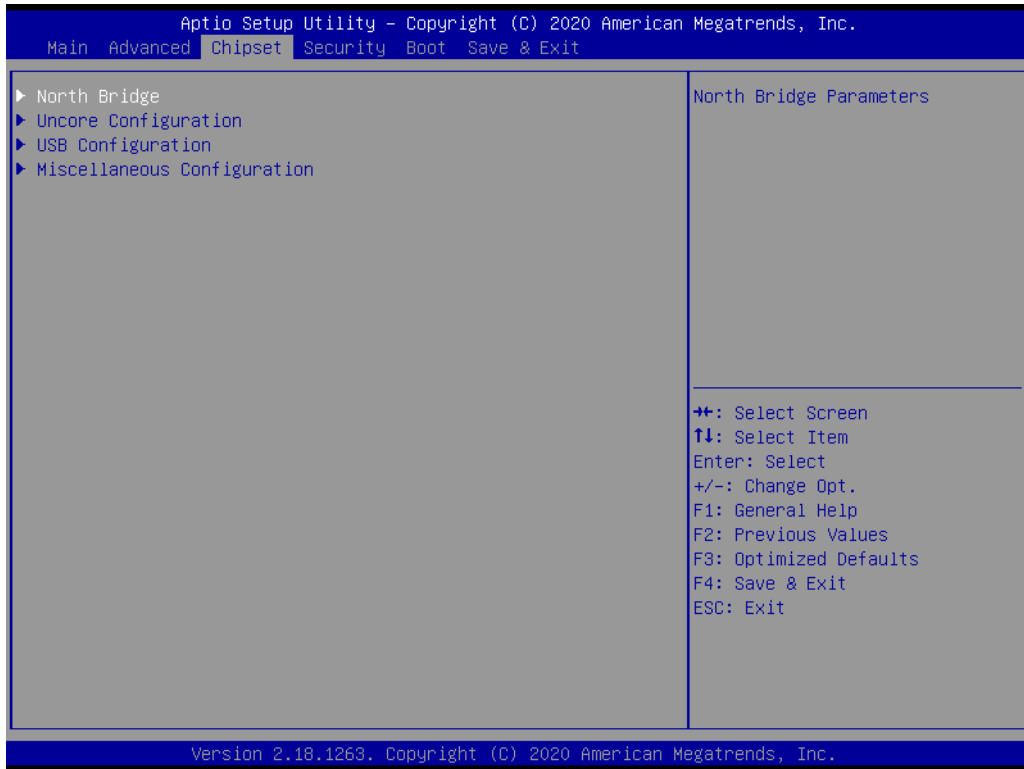 Aptio Setup Utility – Copyright (C) 2020 American Megatrends, Inc.
Main Advanced Chipset Security Boot Save & Exit
▶ North Bridge
▶ Uncore Configuration
▶ USB Configuration
▶ Miscellaneous Configuration
North Bridge Parameters
→←: Select Screen
↑↓: Select Item
Enter: Select
+/-: Change Opt.
F1: General Help
F2: Previous Values
F3: Optimized Defaults
F4: Save & Exit
ESC: Exit
Version 2.18.1263. Copyright (C) 2020 American Megatrends, Inc.